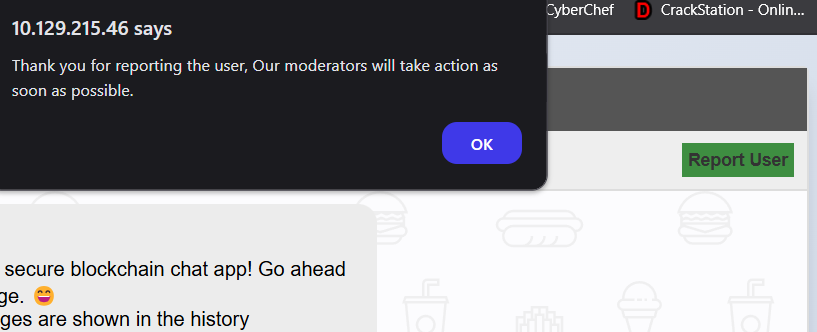 CyberChef
CrackStation - Onlin...
10.129.215.46 says
Thank you for reporting the user, Our moderators will take action as
soon as possible.
OK
Report User
secure blockchain chat app! Go ahead
ge. 😄
ges are shown in the history